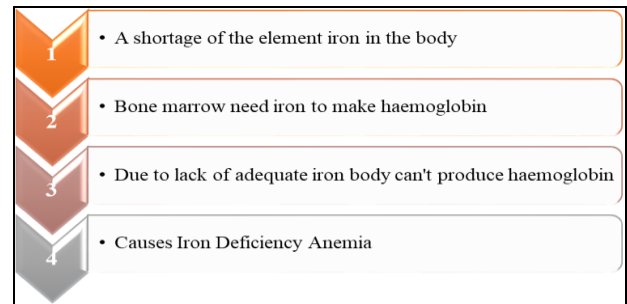 1
• A shortage of the element iron in the body
2
• Bone marrow need iron to make haemoglobin
3
• Due to lack of adequate iron body can't produce haemoglobin
4
• Causes Iron Deficiency Anemia